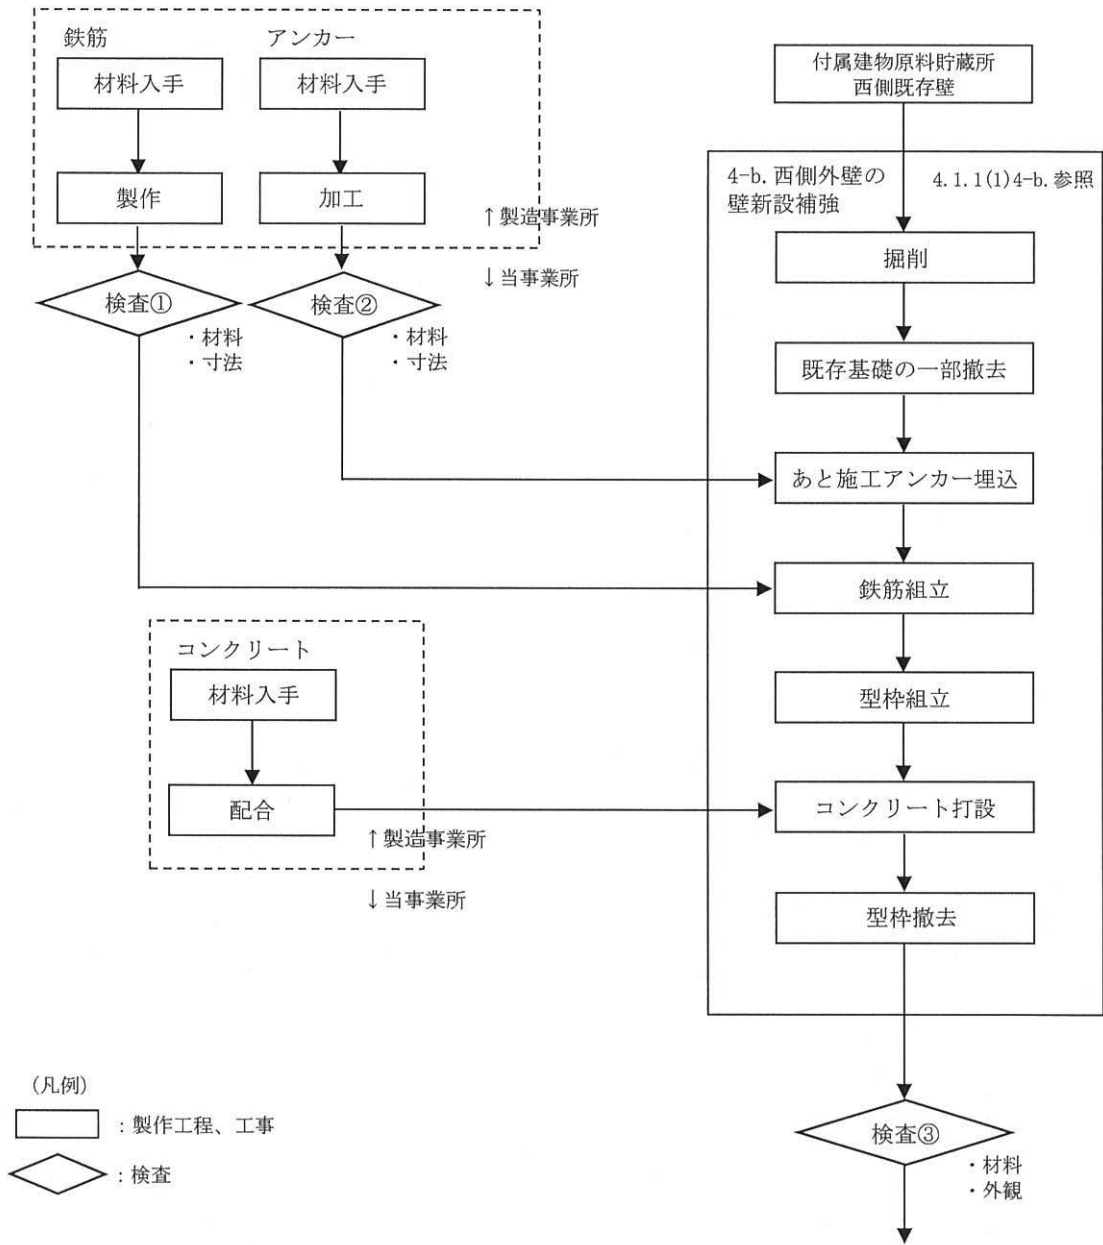 鉄筋
アンカー
材料入手
材料入手
製作
加工
↑製造事業所
↓当事業所
検査①
・材料
・寸法
検査②
・材料
・寸法
付属建物原料貯蔵所
西側既存壁
4-b. 西側外壁の
壁新設補強
4.1.1(1)4-b. 参照
掘削
既存基礎の一部撤去
あと施工アンカー埋込
鉄筋組立
型枠組立
コンクリート打設
型枠撤去
コンクリート
材料入手
配合
↑製造事業所
↓当事業所
検査③
・材料
・外観
(凡例)
：製作工程、工事
：検査